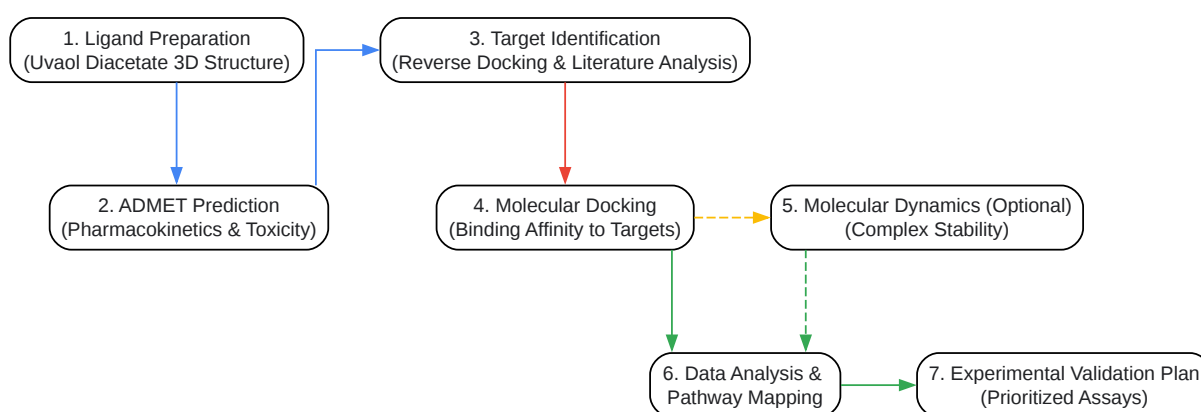 1. Ligand Preparation
(Uvaol Diacetate 3D Structure)
2. ADMET Prediction
(Pharmacokinetics & Toxicity)
3. Target Identification
(Reverse Docking & Literature Analysis)
4. Molecular Docking
(Binding Affinity to Targets)
5. Molecular Dynamics (Optional)
(Complex Stability)
6. Data Analysis &
Pathway Mapping
7. Experimental Validation Plan
(Prioritized Assays)